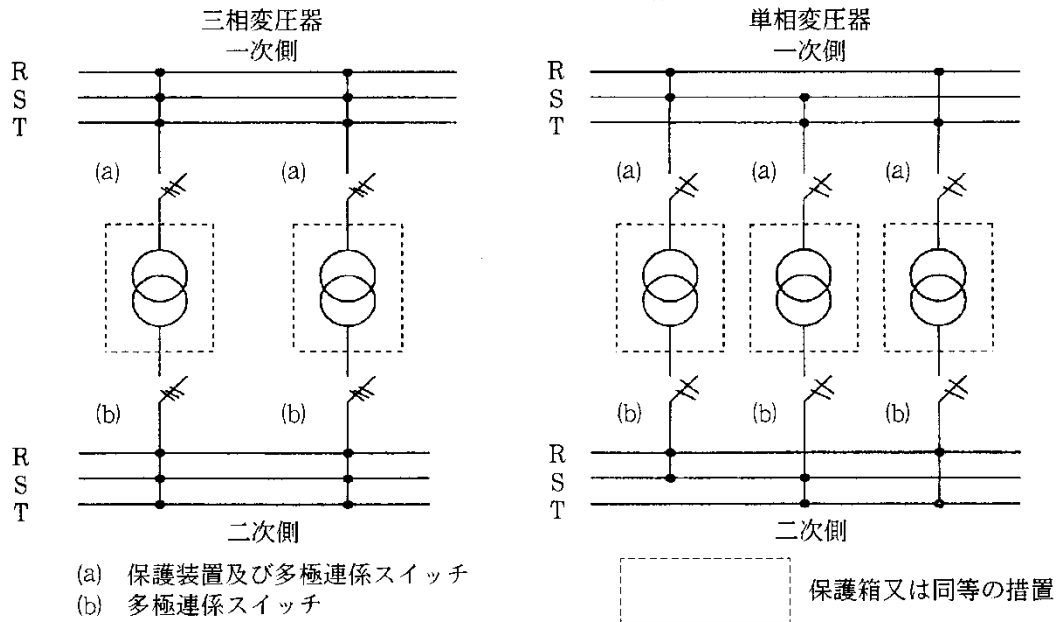 三相変圧器
一次側
R
S
T
(a)
(a)
(b)
(b)
R
S
T
二次側
(a) 保護装置及び多極連係スイッチ
(b) 多極連係スイッチ
単相変圧器
一次側
R
S
T
(a)
(a)
(a)
(b)
(b)
(b)
R
S
T
二次側
保護箱又は同等の措置